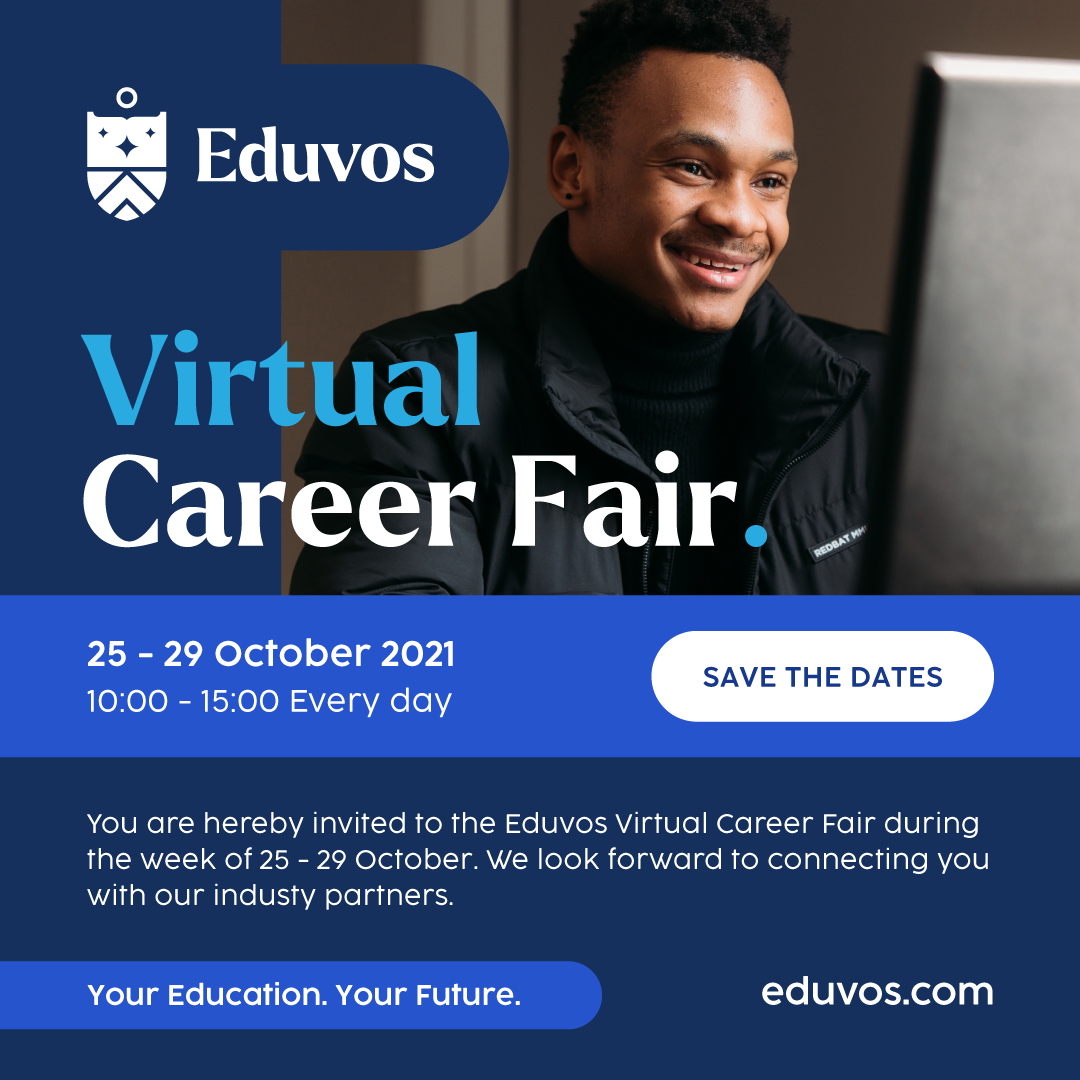 Eduvos
Virtual
Career Fair.
REDBAT
25 - 29 October 2021
10:00 - 15:00 Every day
SAVE THE DATES
You are hereby invited to the Eduvos Virtual Career Fair during
the week of 25 - 29 October. We look forward to connecting you
with our industy partners.
Your Education. Your Future.
eduvos.com